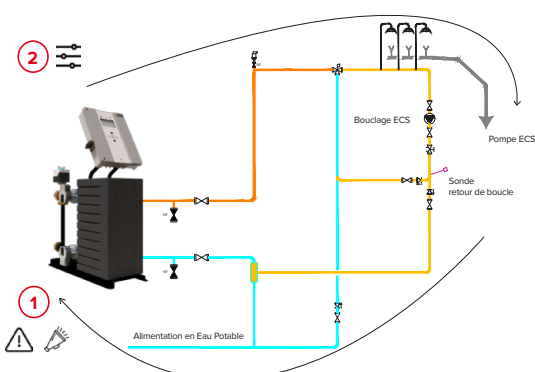 2
Bouclage ECS
Pompe ECS
Sonde
retour de boucle
1
Alimentation en Eau Potable